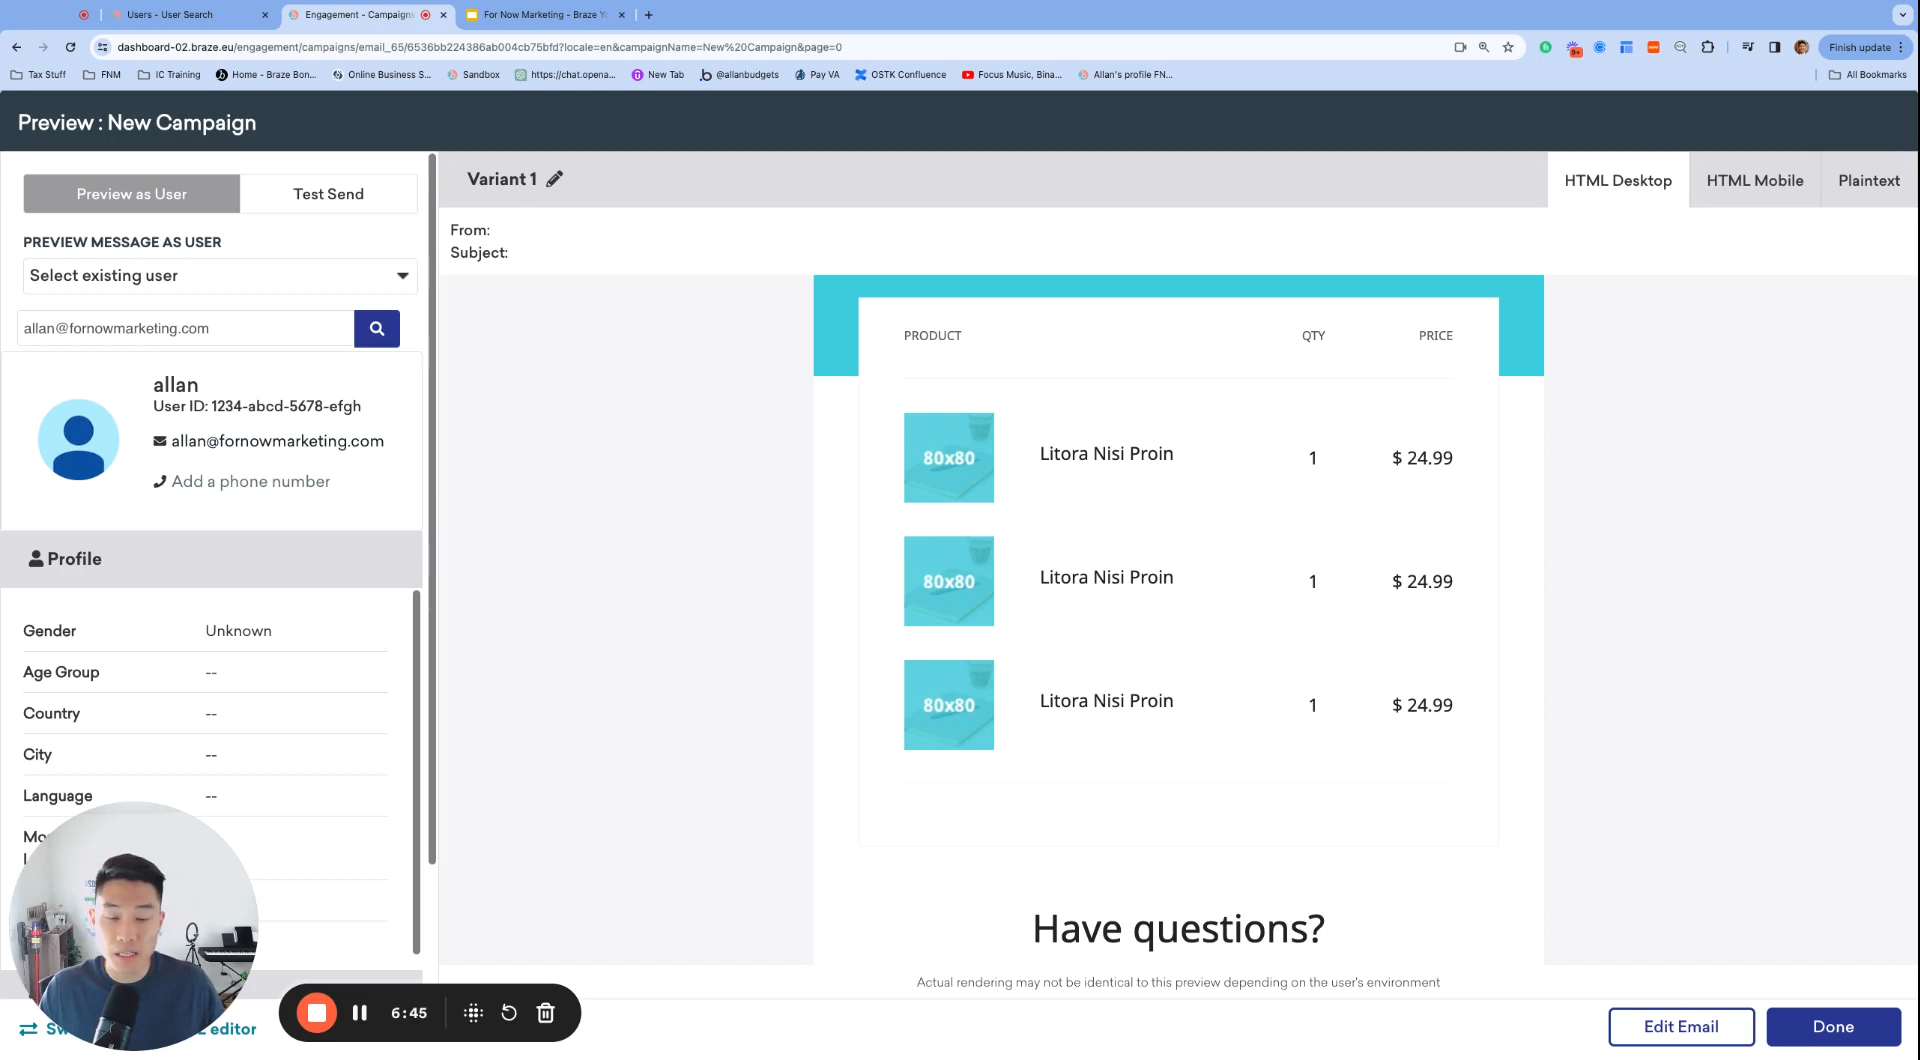 Users - User Search
Engagement - Campaigns
For Now Marketing - Braze
dashboard-02.braze.eu/engagement/campaigns/email_65/6536bb224386ab004cb75bfd?locale=en&campaignName=New%20Campaign&page=0
Finish update
Tax Stuff
FNM
IC Training
Home - Braze Bon...
Online Business S...
Sandbox
https://chat.opena...
New Tab
@allanbudgets
Pay VA
OSTK Confluence
Focus Music, Bina...
Allan's profile FN...
All Bookmarks
Preview : New Campaign
Preview as User
Test Send
Variant 1
HTML Desktop
HTML Mobile
Plaintext
PREVIEW MESSAGE AS USER
Select existing user
allan@fornowmarketing.com
From:
Subject:
allan
User ID: 1234-abcd-5678-efgh
allan@fornowmarketing.com
Add a phone number
Profile
Gender Unknown
Age Group --
Country --
City --
Language --
editor
6:45
PRODUCT QTY PRICE
80x80 Litora Nisi Proin 1 $ 24.99
80x80 Litora Nisi Proin 1 $ 24.99
80x80 Litora Nisi Proin 1 $ 24.99
Have questions?
Actual rendering may not be identical to this preview depending on the user's environment
Edit Email
Done